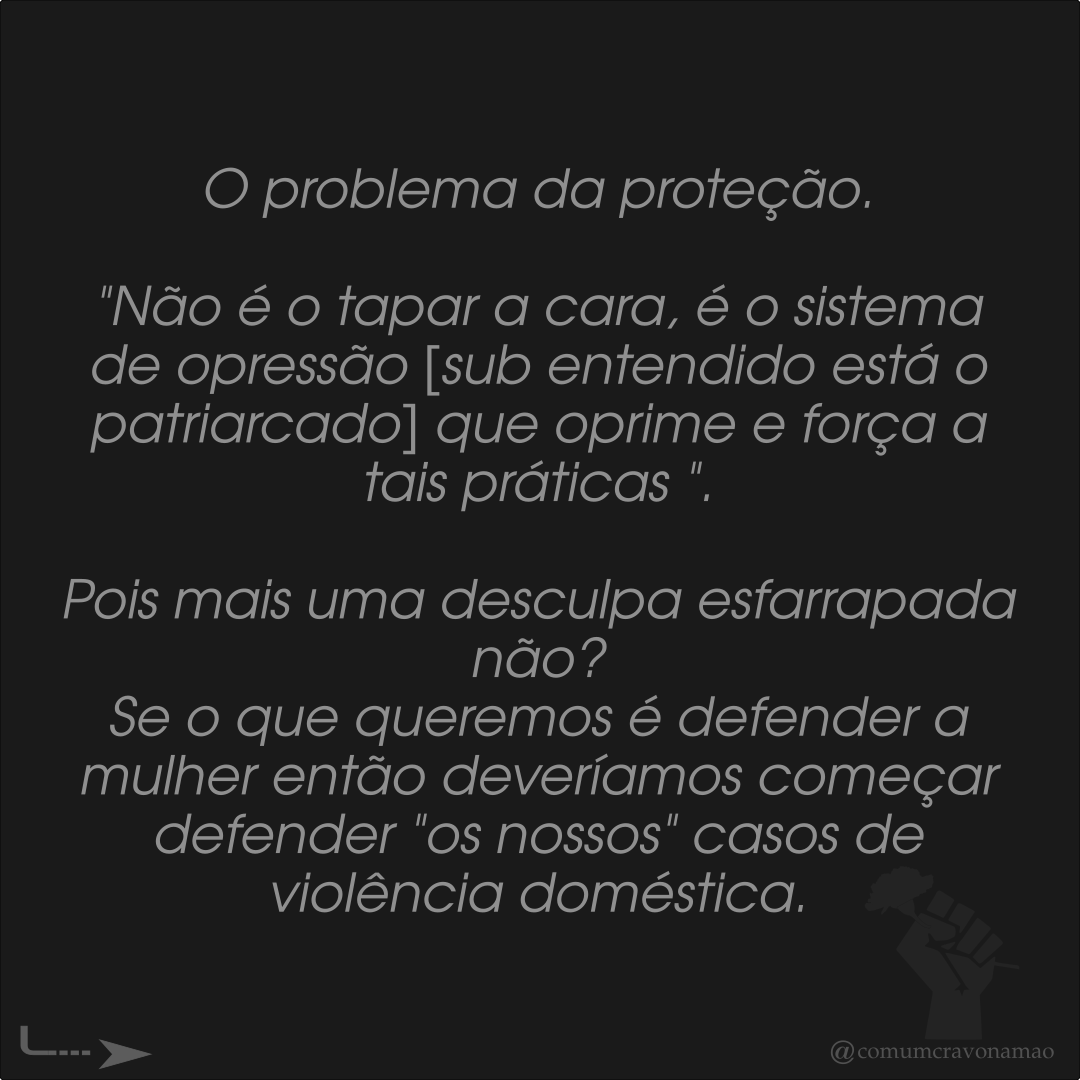 O problema da proteção.
"Não é o tapar a cara, é o sistema
de opressão [sub entendido está o
patriarcado] que oprime e força a
tais práticas ".
Pois mais uma desculpa esfarrapada
não?
Se o que queremos é defender a
mulher então deveríamos começar
defender "os nossos" casos de
violência doméstica.
@comumcravonamao